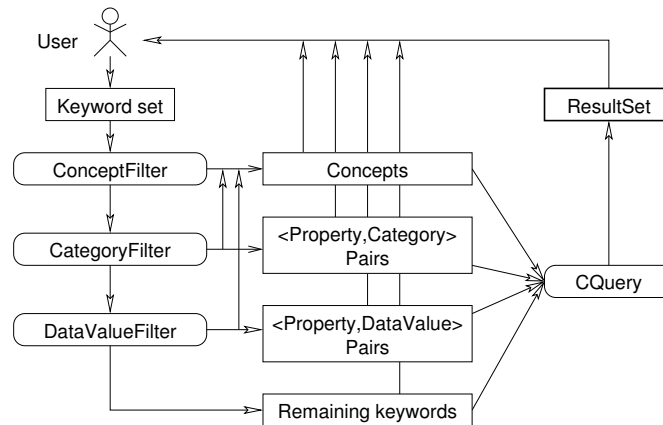 User
Keyword set
ResultSet
ConceptFilter
Concepts
CategoryFilter
<Property,Category>
Pairs
CQuery
DataValueFilter
<Property,DataValue>
Pairs
Remaining keywords